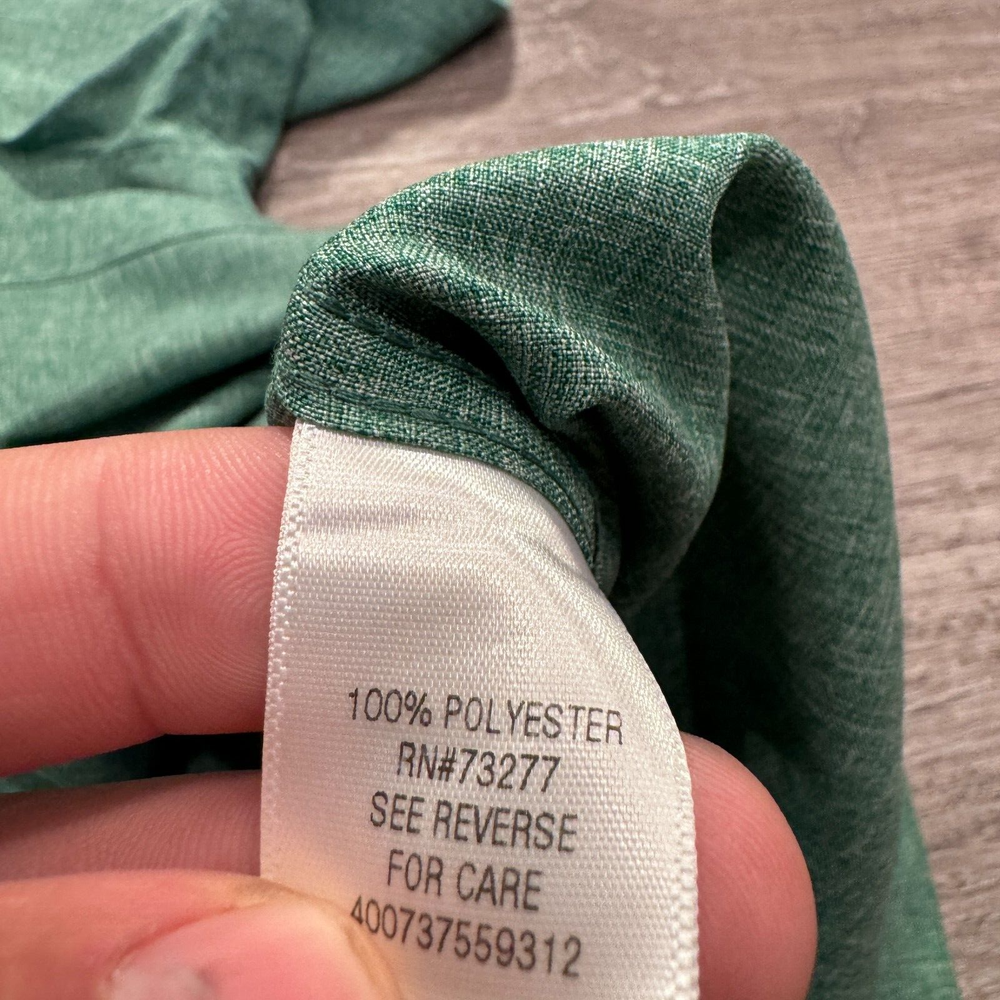 100% POLYESTER
RN#73277
SEE REVERSE
FOR CARE
400737559312